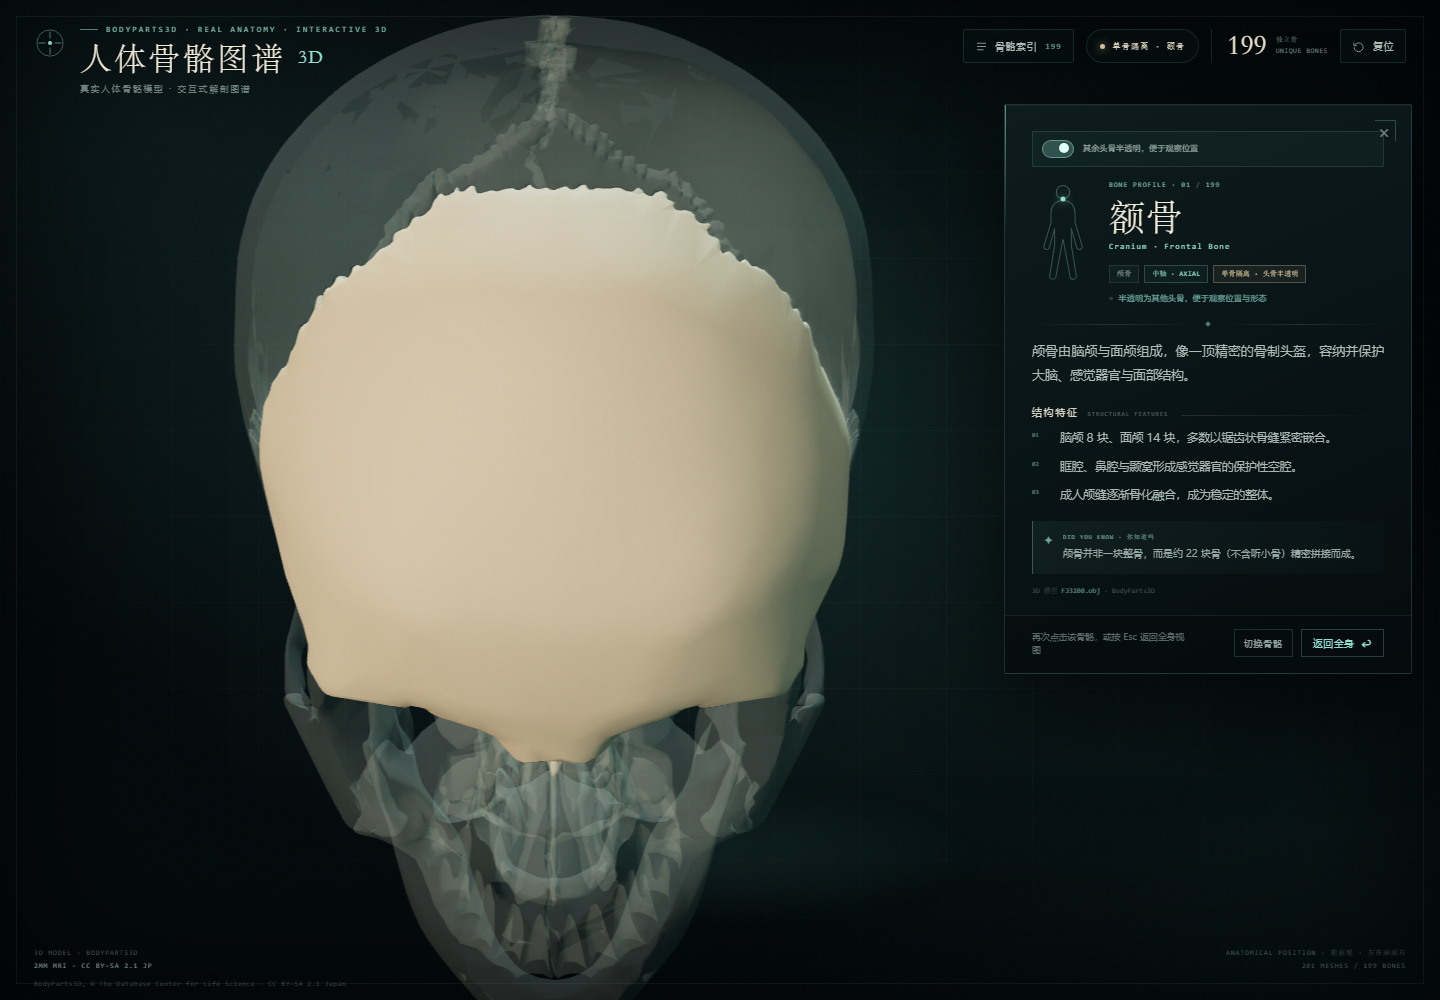 BODYPARTS3D · REAL ANATOMY · INTERACTIVE 3D
人体骨骼图谱 3D
真实人体骨骼模型 · 交互式解剖图谱
骨骼索引 199
单骨隔离 · 额骨
199
独立骨
UNIQUE BONES
复位
其余头骨半透明，便于观察位置
BONE PROFILE · 01 / 199
额骨
Cranium · Frontal Bone
颅骨
中轴 · AXIAL
单骨隔离 · 头骨半透明
半透明为其他头骨，便于观察位置与形态
颅骨由脑颅与面颅组成，像一顶精密的骨制头盔，容纳并保护
大脑、感觉器官与面部结构。
结构特征 STRUCTURAL FEATURES
01 脑颅 8 块、面颅 14 块，多数以锯齿状骨缝紧密嵌合。
02 眶腔、鼻腔与颞窝形成感觉器官的保护性空腔。
03 成人颅缝逐渐骨化融合，成为稳定的整体。
DID YOU KNOW · 你知道吗
颅骨并非一块整骨，而是约 22 块骨（不含听小骨）精密拼接而成。
3D 模型 FJ3200.obj · BodyParts3D
再次点击该骨骼，或按 Esc 返回全身视
图
切换骨骼
返回全身
3D MODEL · BODYPARTS3D
2MM MRI · CC BY-SA 2.1 JP
BodyParts3D, © The Database Center for Life Science · CC BY-SA 2.1 Japan
ANATOMICAL POSITION ·
201 MESHES / 199 BONES